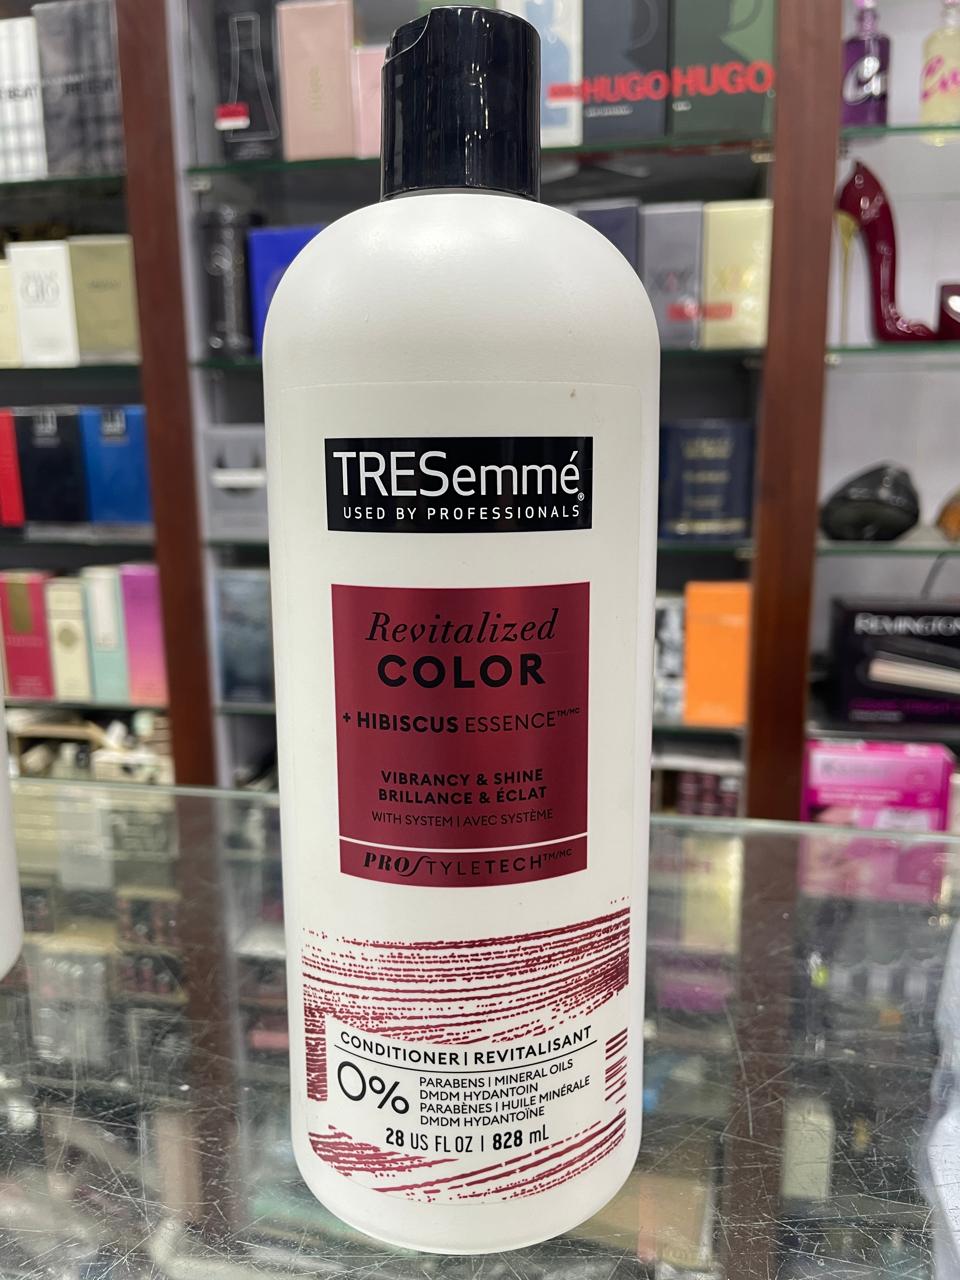 HUGO HUGO
REMINGTON
TRESemmé®
USED BY PROFESSIONALS
Revitalized
COLOR
+ HIBISCUS ESSENCE™/MC
VIBRANCY & SHINE
BRILLANCE & ÉCLAT
WITH SYSTEM | AVEC SYSTÈME
PROSTYLETECH™/MC
CONDITIONER | REVITALISANT
0%
PARABENS | MINERAL OILS
DMDM HYDANTOIN
PARABÈNES | HUILE MINÉRALE
DMDM HYDANTOÏNE
28 US FL OZ | 828 mL